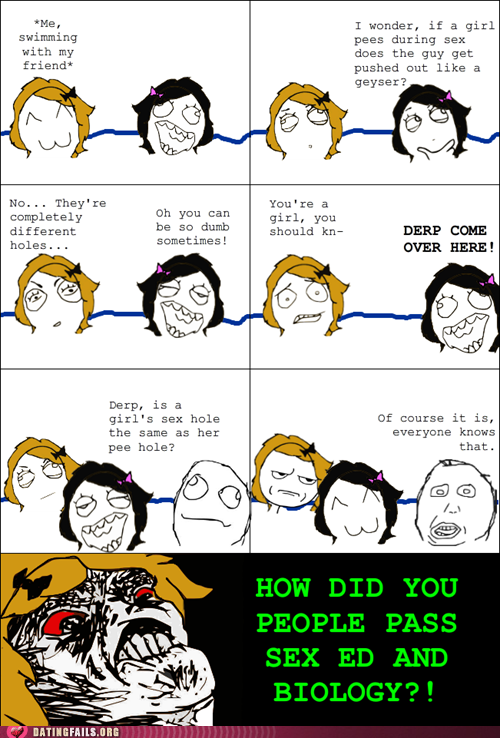 *Me,
swimming
with my
friend*
I wonder, if a girl
pees during sex
does the guy get
pushed out like a
geyser?
No... They're
completely
different
holes...
Oh you can
be so dumb
sometimes!
You're a
girl, you
should kn-
DERP COME
OVER HERE!
Derp, is a
girl's sex hole
the same as her
pee hole?
Of course it is,
everyone knows
that.
HOW DID YOU
PEOPLE PASS
SEX ED AND
BIOLOGY?!
DATINGFAILS.ORG